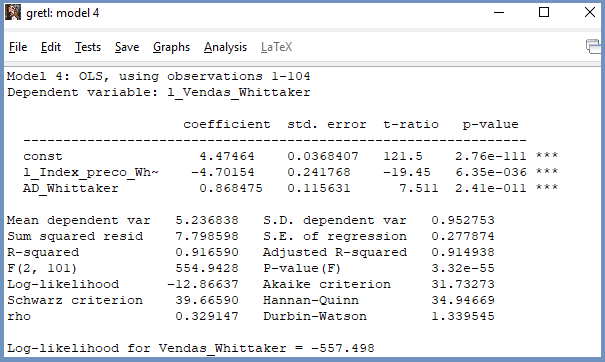 gretl: model 4
File Edit Tests Save Graphs Analysis LaTeX
Model 4: OLS, using observations 1-104
Dependent variable: l_Vendas_Whittaker
coefficient std. error t-ratio p-value
-----------------------------------------------------------------
const 4.47464 0.0368407 121.5 2.76e-111 ***
l_Index_preco_Wh~ -4.70154 0.241768 -19.45 6.35e-036 ***
AD_Whittaker 0.868475 0.115631 7.511 2.41e-011 ***
Mean dependent var 5.236838 S.D. dependent var 0.952753
Sum squared resid 7.798598 S.E. of regression 0.277874
R-squared 0.916590 Adjusted R-squared 0.914938
F(2, 101) 554.9428 P-value(F) 3.32e-55
Log-likelihood -12.86637 Akaike criterion 31.73273
Schwarz criterion 39.66590 Hannan-Quinn 34.94669
rho 0.329147 Durbin-Watson 1.339545
Log-likelihood for Vendas_Whittaker = -557.498